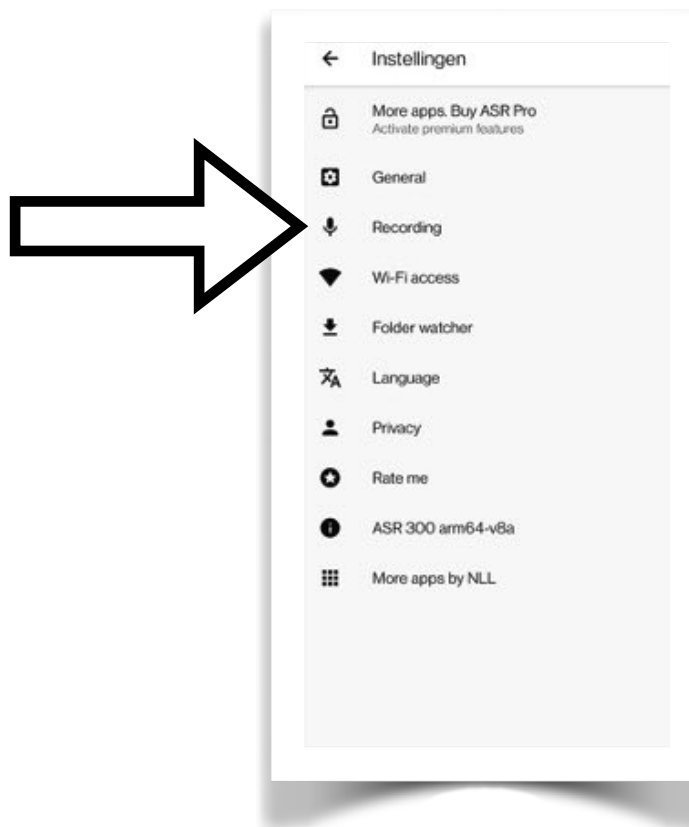 Instellingen
More apps. Buy ASR Pro
Activate premium features
General
Recording
Wi-Fi access
Folder watcher
Language
Privacy
Rate me
ASR 300 arm64-v8a
More apps by NLL